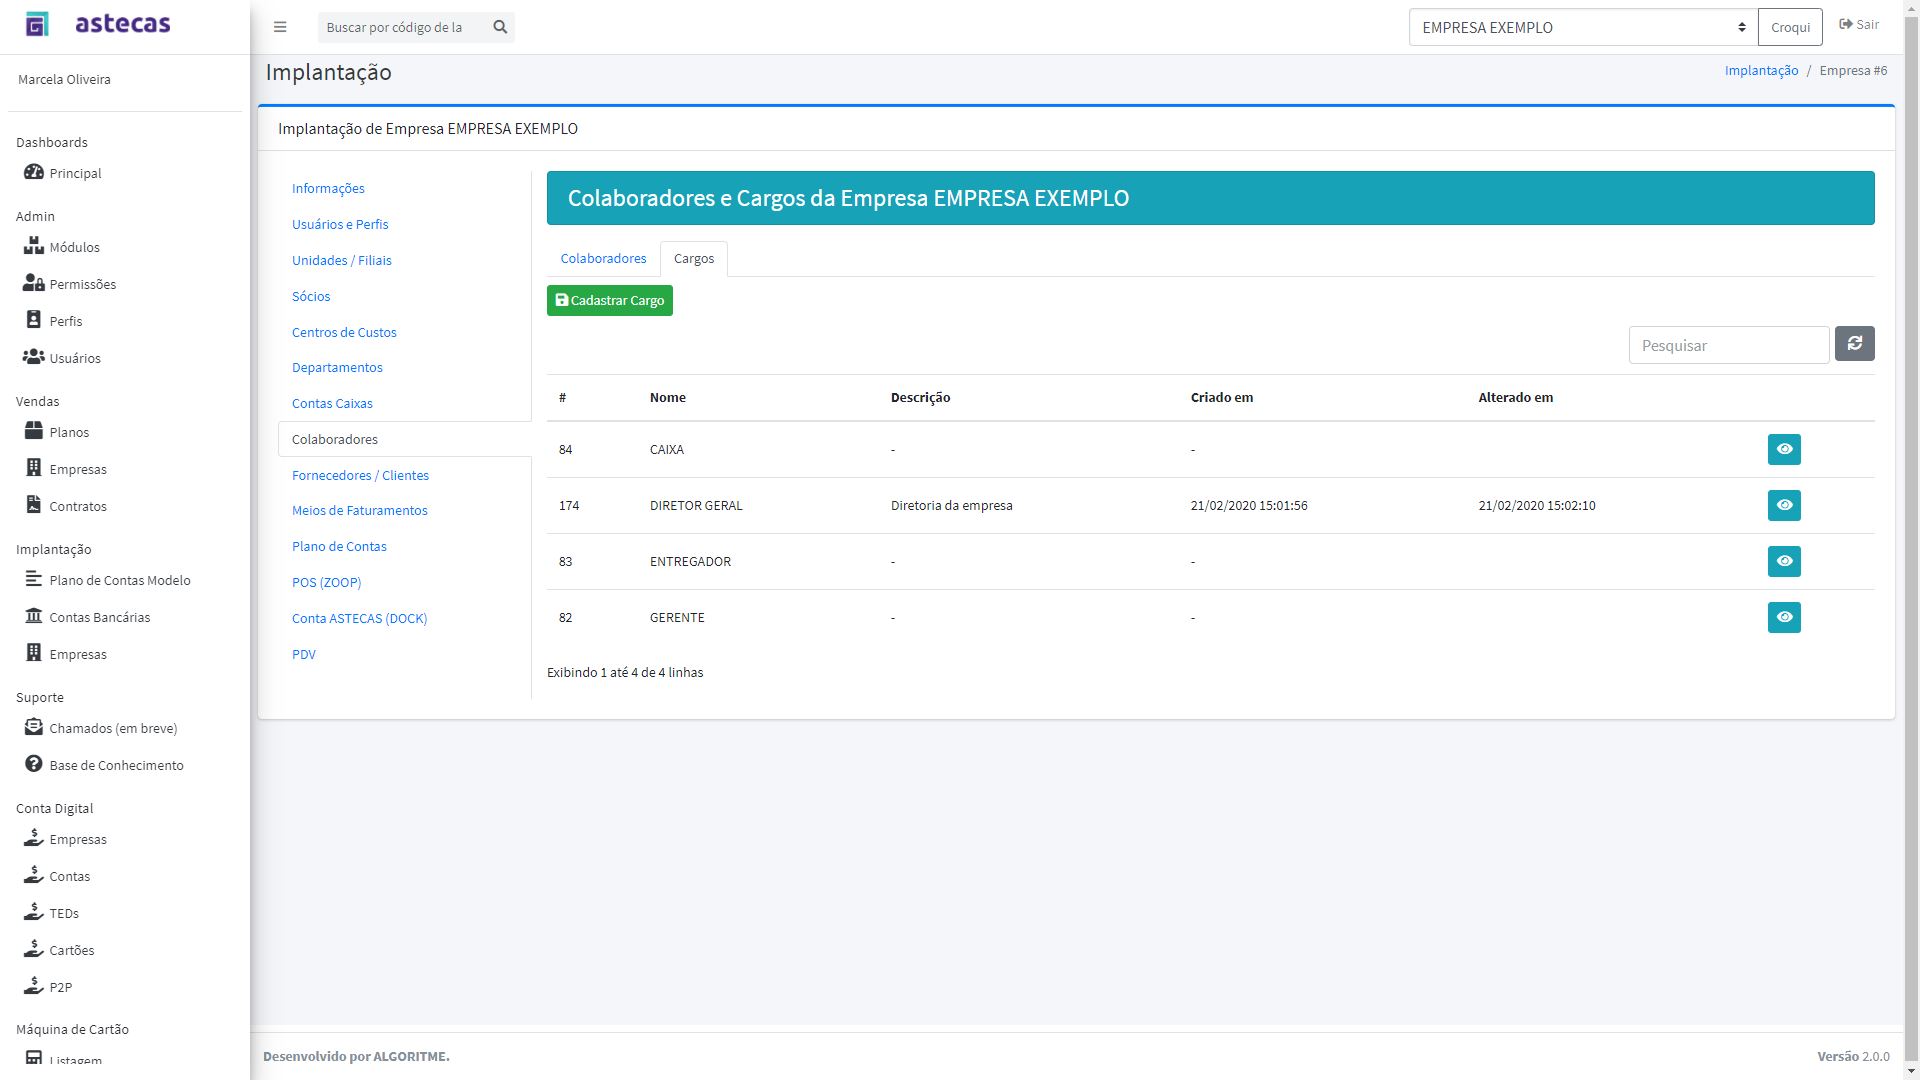 astecas
Buscar por código de la
EMPRESA EXEMPLO
Croqui
Sair
Marcela Oliveira
Dashboards
Principal
Admin
Módulos
Permissões
Perfis
Usuários
Vendas
Planos
Empresas
Contratos
Implantação
Plano de Contas Modelo
Contas Bancárias
Empresas
Suporte
Chamados (em breve)
Base de Conhecimento
Conta Digital
Empresas
Contas
TEDs
Cartões
P2P
Máquina de Cartão
Listagem
Implantação
Implantação / Empresa #6
Implantação de Empresa EMPRESA EXEMPLO
Informações
Usuários e Perfis
Unidades / Filiais
Sócios
Centros de Custos
Departamentos
Contas Caixas
Colaboradores
Fornecedores / Clientes
Meios de Faturamentos
Plano de Contas
POS (ZOOP)
Conta ASTECAS (DOCK)
PDV
Colaboradores e Cargos da Empresa EMPRESA EXEMPLO
Colaboradores Cargos
Cadastrar Cargo
Pesquisar
# Nome Descrição Criado em Alterado em
84 CAIXA - -
174 DIRETOR GERAL Diretoria da empresa 21/02/2020 15:01:56 21/02/2020 15:02:10
83 ENTREGADOR - -
82 GERENTE - -
Exibindo 1 até 4 de 4 linhas
Desenvolvido por ALGORITME.
Versão 2.0.0